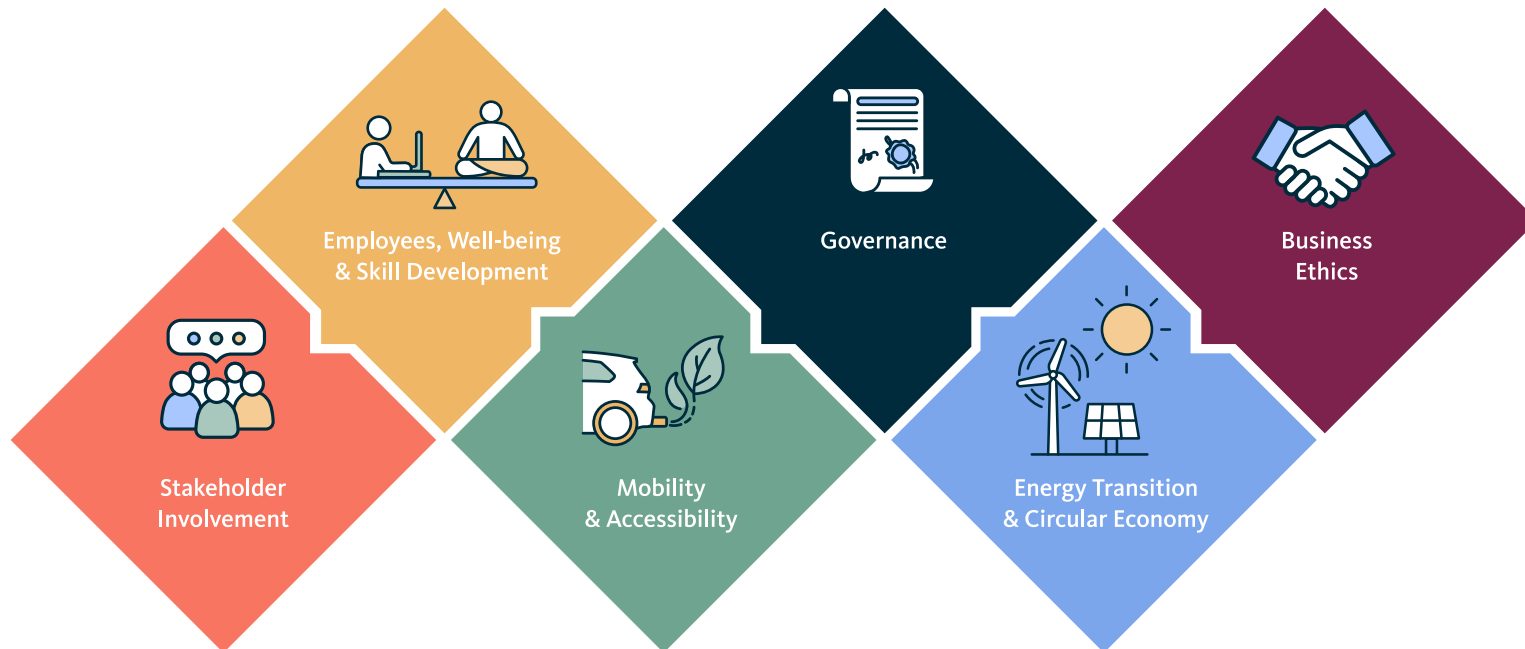 Employees, Well-being
& Skill Development
Governance
Business
Ethics
Stakeholder
Involvement
Mobility
& Accessibility
Energy Transition
& Circular Economy